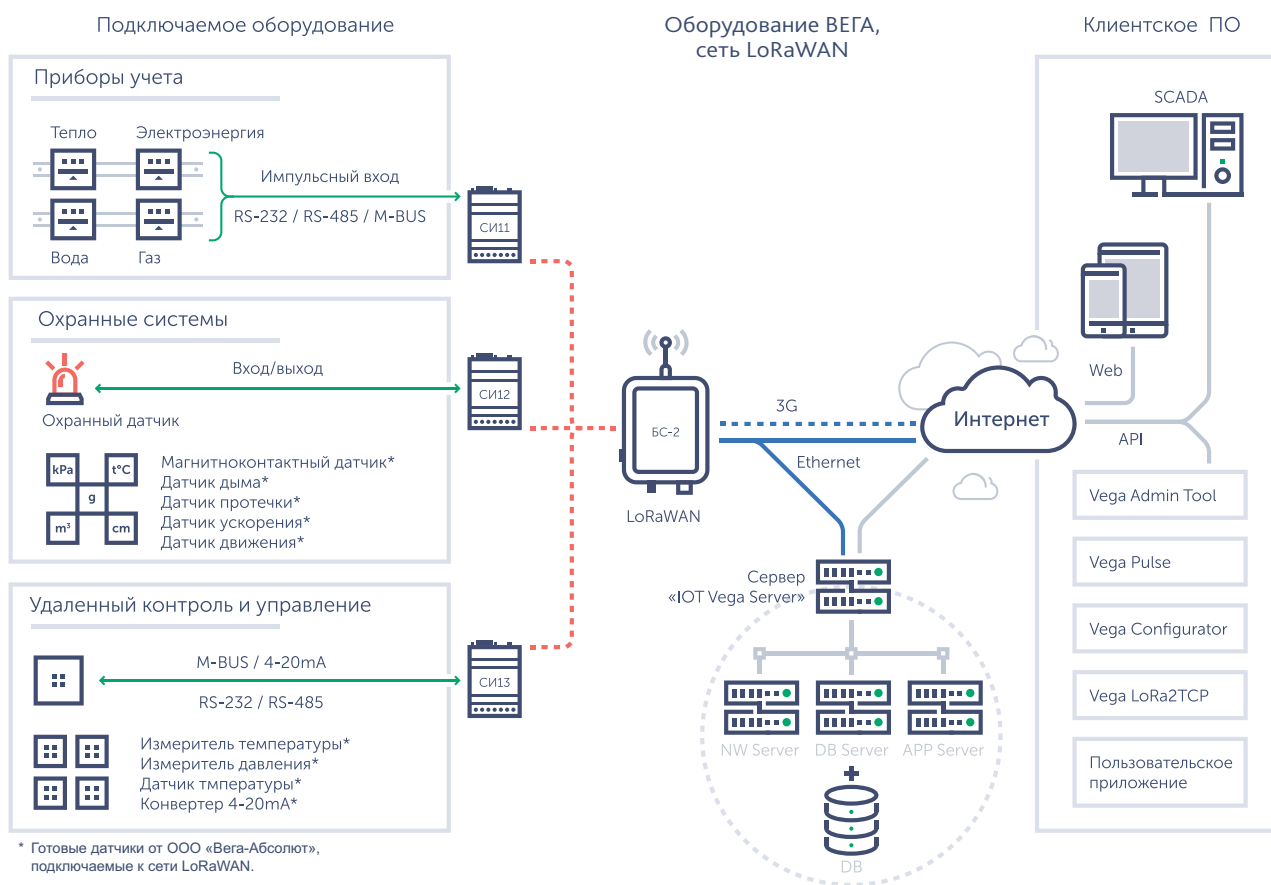 Подключаемое оборудование
Оборудование ВЕГА,
сеть LoRaWAN
Клиентское ПО
Приборы учета
Тепло
Электроэнергия
Импульсный вход
RS-232 / RS-485 / M-BUS
Вода
Газ
СИ11
Охранные системы
Вход/выход
Охранный датчик
СИ12
kPa
t°C
g
m³
cm
Магнитноконтактный датчик*
Датчик дыма*
Датчик протечки*
Датчик ускорения*
Датчик движения*
Удаленный контроль и управление
M-BUS / 4-20mA
RS-232 / RS-485
СИ13
Измеритель температуры*
Измеритель давления*
Датчик тмпературы*
Конвертер 4-20mA*
* Готовые датчики от ООО «Вега-Абсолют»,
подключаемые к сети LoRaWAN.
БС-2
LoRaWAN
3G
Ethernet
Интернет
Сервер
«IOT Vega Server»
NW Server
DB Server
APP Server
DB
SCADA
Web
API
Vega Admin Tool
Vega Pulse
Vega Configurator
Vega LoRa2TCP
Пользовательское
приложение